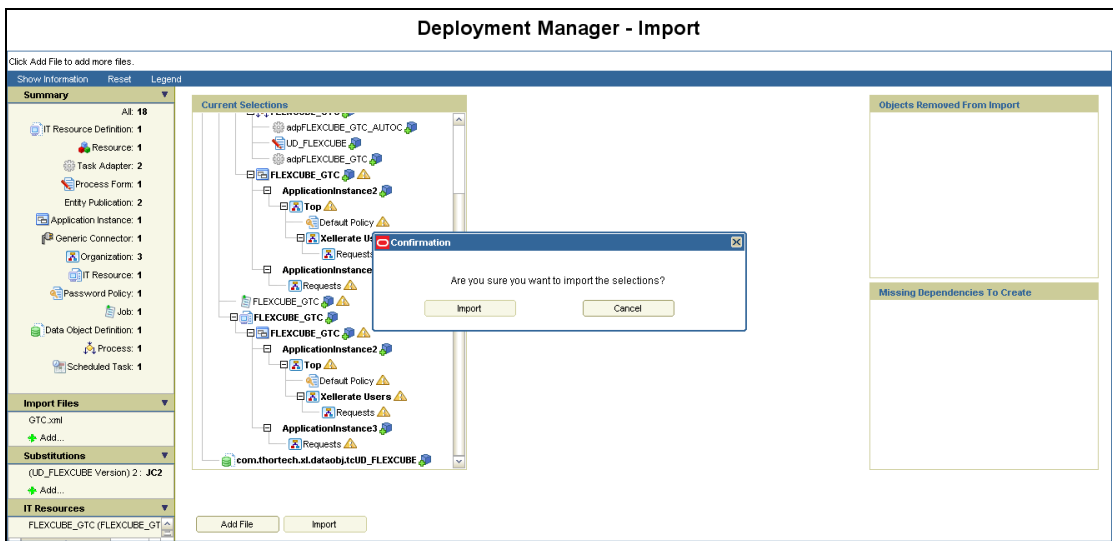 Deployment Manager - Import
Click Add File to add more files.
Show Information Reset Legend
Summary
All: 18
IT Resource Definition: 1
Resource: 1
Task Adapter: 2
Process Form: 1
Entity Publication: 2
Application Instance: 1
Generic Connector: 1
Organization: 3
IT Resource: 1
Password Policy: 1
Job: 1
Data Object Definition: 1
Process: 1
Scheduled Task: 1
Import Files
GTC.xml
Add...
Substitutions
(UD_FLEXCUBE Version) 2 : JC2
Add...
IT Resources
FLEXCUBE_GTC (FLEXCUBE_GT
Current Selections
FLEXCUBE_GTC
adpFLEXCUBE_GTC_AUTOC
UD_FLEXCUBE
adpFLEXCUBE_GTC
FLEXCUBE_GTC
ApplicationInstance2
Top
Default Policy
Xellerate Us
Requests
ApplicationInstance
Requests
FLEXCUBE_GTC
FLEXCUBE_GTC
FLEXCUBE_GTC
ApplicationInstance2
Top
Default Policy
Xellerate Users
Requests
ApplicationInstance3
Requests
com.thortech.xl.dataobj.tcUD_FLEXCUBE
Confirmation
Are you sure you want to import the selections?
Import Cancel
Objects Removed From Import
Missing Dependencies To Create
Add File Import